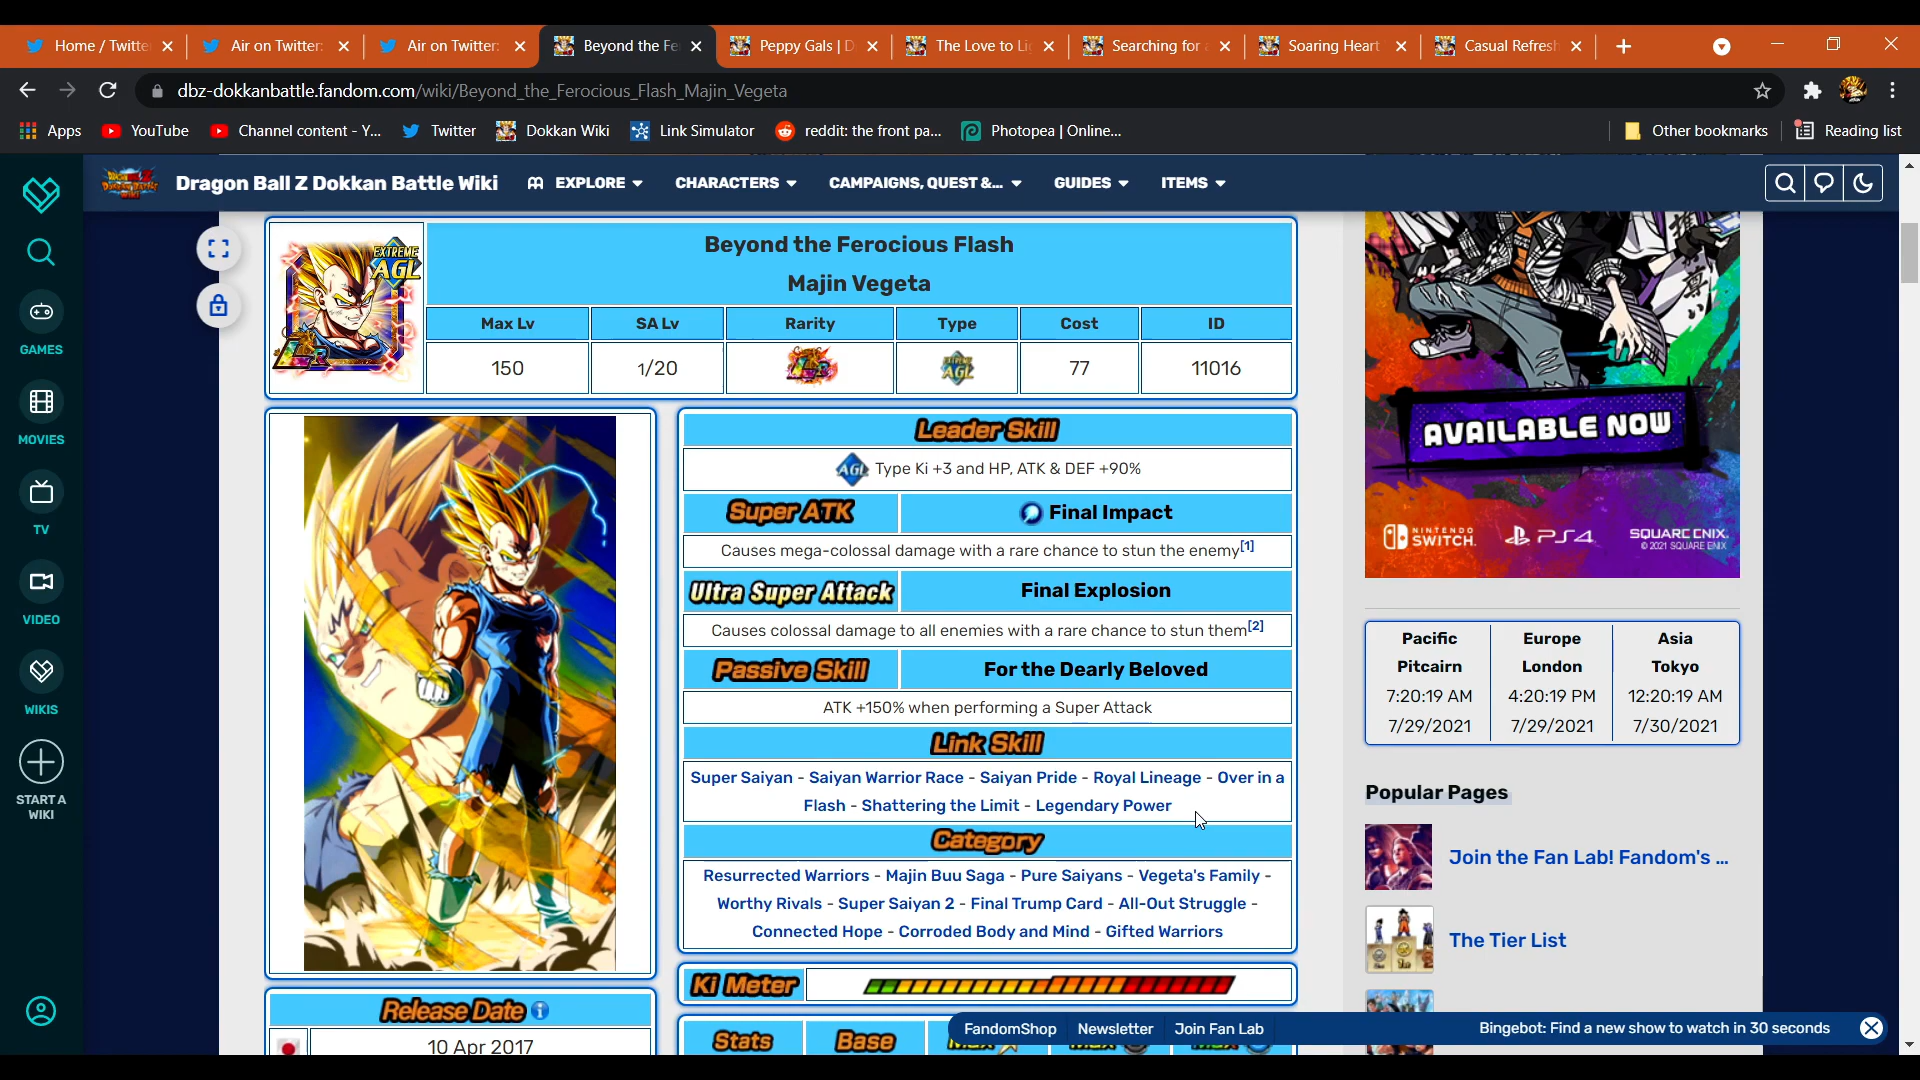 Home / Twitte
Air on Twitter:
Air on Twitter:
Beyond the Fe
Peppy Gals | D
The Love to Li
Searching for a
Soaring Heart
Casual Refresh
dbz-dokkanbattle.fandom.com/wiki/Beyond_the_Ferocious_Flash_Majin_Vegeta
Apps
YouTube
Channel content - Y...
Twitter
Dokkan Wiki
Link Simulator
reddit: the front pa...
Photopea | Online...
Other bookmarks
Reading list
Dragon Ball Z Dokkan Battle Wiki
EXPLORE
CHARACTERS
CAMPAIGNS, QUEST &...
GUIDES
ITEMS
GAMES
MOVIES
TV
VIDEO
WIKIS
START A
WIKI
EXTREME
AGL
LR
Beyond the Ferocious Flash
Majin Vegeta
Max Lv
SA Lv
Rarity
Type
Cost
ID
150
1/20
LR
EXTREME
AGL
77
11016
Leader Skill
AGL Type Ki +3 and HP, ATK & DEF +90%
Super ATK
Final Impact
Causes mega-colossal damage with a rare chance to stun the enemy[1]
Ultra Super Attack
Final Explosion
Causes colossal damage to all enemies with a rare chance to stun them[2]
Passive Skill
For the Dearly Beloved
ATK +150% when performing a Super Attack
Link Skill
Super Saiyan - Saiyan Warrior Race - Saiyan Pride - Royal Lineage - Over in a
Flash - Shattering the Limit - Legendary Power
Category
Resurrected Warriors - Majin Buu Saga - Pure Saiyans - Vegeta's Family -
Worthy Rivals - Super Saiyan 2 - Final Trump Card - All-Out Struggle -
Connected Hope - Corroded Body and Mind - Gifted Warriors
Ki Meter
Release Date
10 Apr 2017
Stats
Base
AVAILABLE NOW
NINTENDO
SWITCH
PS4
SQUARE ENIX
© 2021 SQUARE ENIX
Pacific
Pitcairn
7:20:19 AM
7/29/2021
Europe
London
4:20:19 PM
7/29/2021
Asia
Tokyo
12:20:19 AM
7/30/2021
Popular Pages
Join the Fan Lab! Fandom's ...
The Tier List
FandomShop
Newsletter
Join Fan Lab
Bingebot: Find a new show to watch in 30 seconds